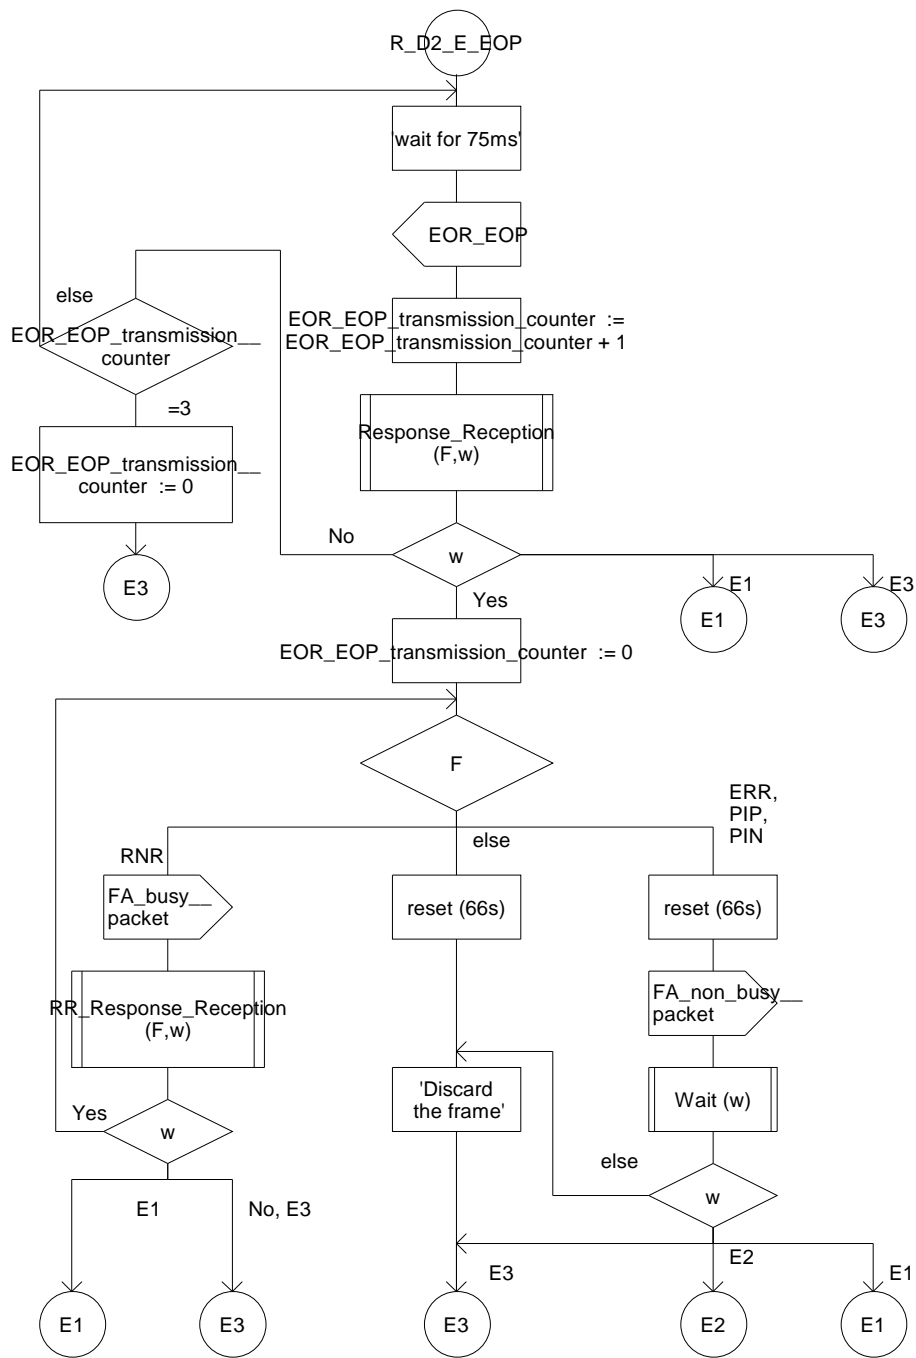 R_D2_E_EOP
'wait for 75ms'
EOR_EOP
else
EOR_EOP_transmission__
counter
EOR_EOP_transmission_counter :=
EOR_EOP_transmission_counter + 1
=3
EOR_EOP_transmission__
counter := 0
Response_Reception
(F,w)
No
w
E3
Yes
E1
E1
E3
E3
EOR_EOP_transmission_counter := 0
F
ERR,
PIP,
PIN
else
RNR
FA_busy__
packet
reset (66s)
reset (66s)
RR_Response_Reception
(F,w)
FA_non_busy__
packet
'Discard
the frame'
Wait (w)
Yes
w
else
w
E1
No, E3
E3
E2
E1
E1
E3
E3
E2
E1